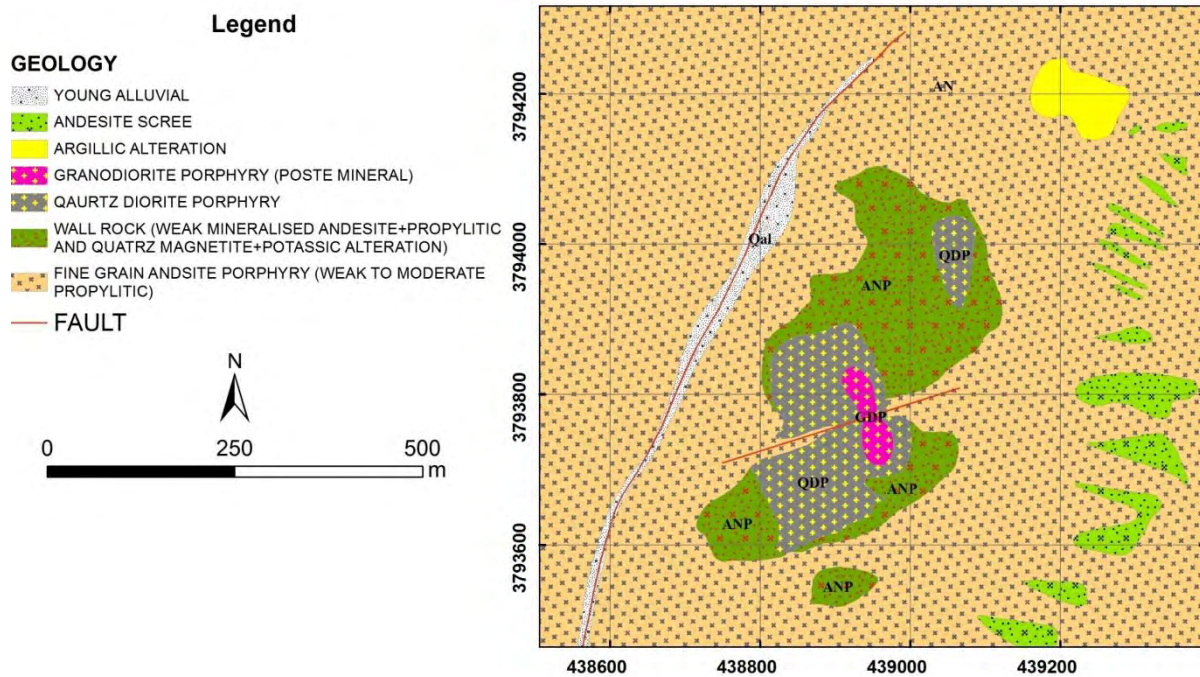 Legend
GEOLOGY
YOUNG ALLUVIAL
ANDESITE SCREE
ARGILLIC ALTERATION
GRANODIORITE PORPHYRY (POSTE MINERAL)
QAURTZ DIORITE PORPHYRY
WALL ROCK (WEAK MINERALISED ANDESITE+PROPYLITIC
AND QUATRZ MAGNETITE+POTASSIC ALTERATION)
FINE GRAIN ANDSITE PORPHYRY (WEAK TO MODERATE
PROPYLITIC)
FAULT
N
0 250 500
m
3794200
3794000
3793800
3793600
AN
Qal
QDP
ANP
GDP
QDP
ANP
ANP
ANP
438600 438800 439000 439200